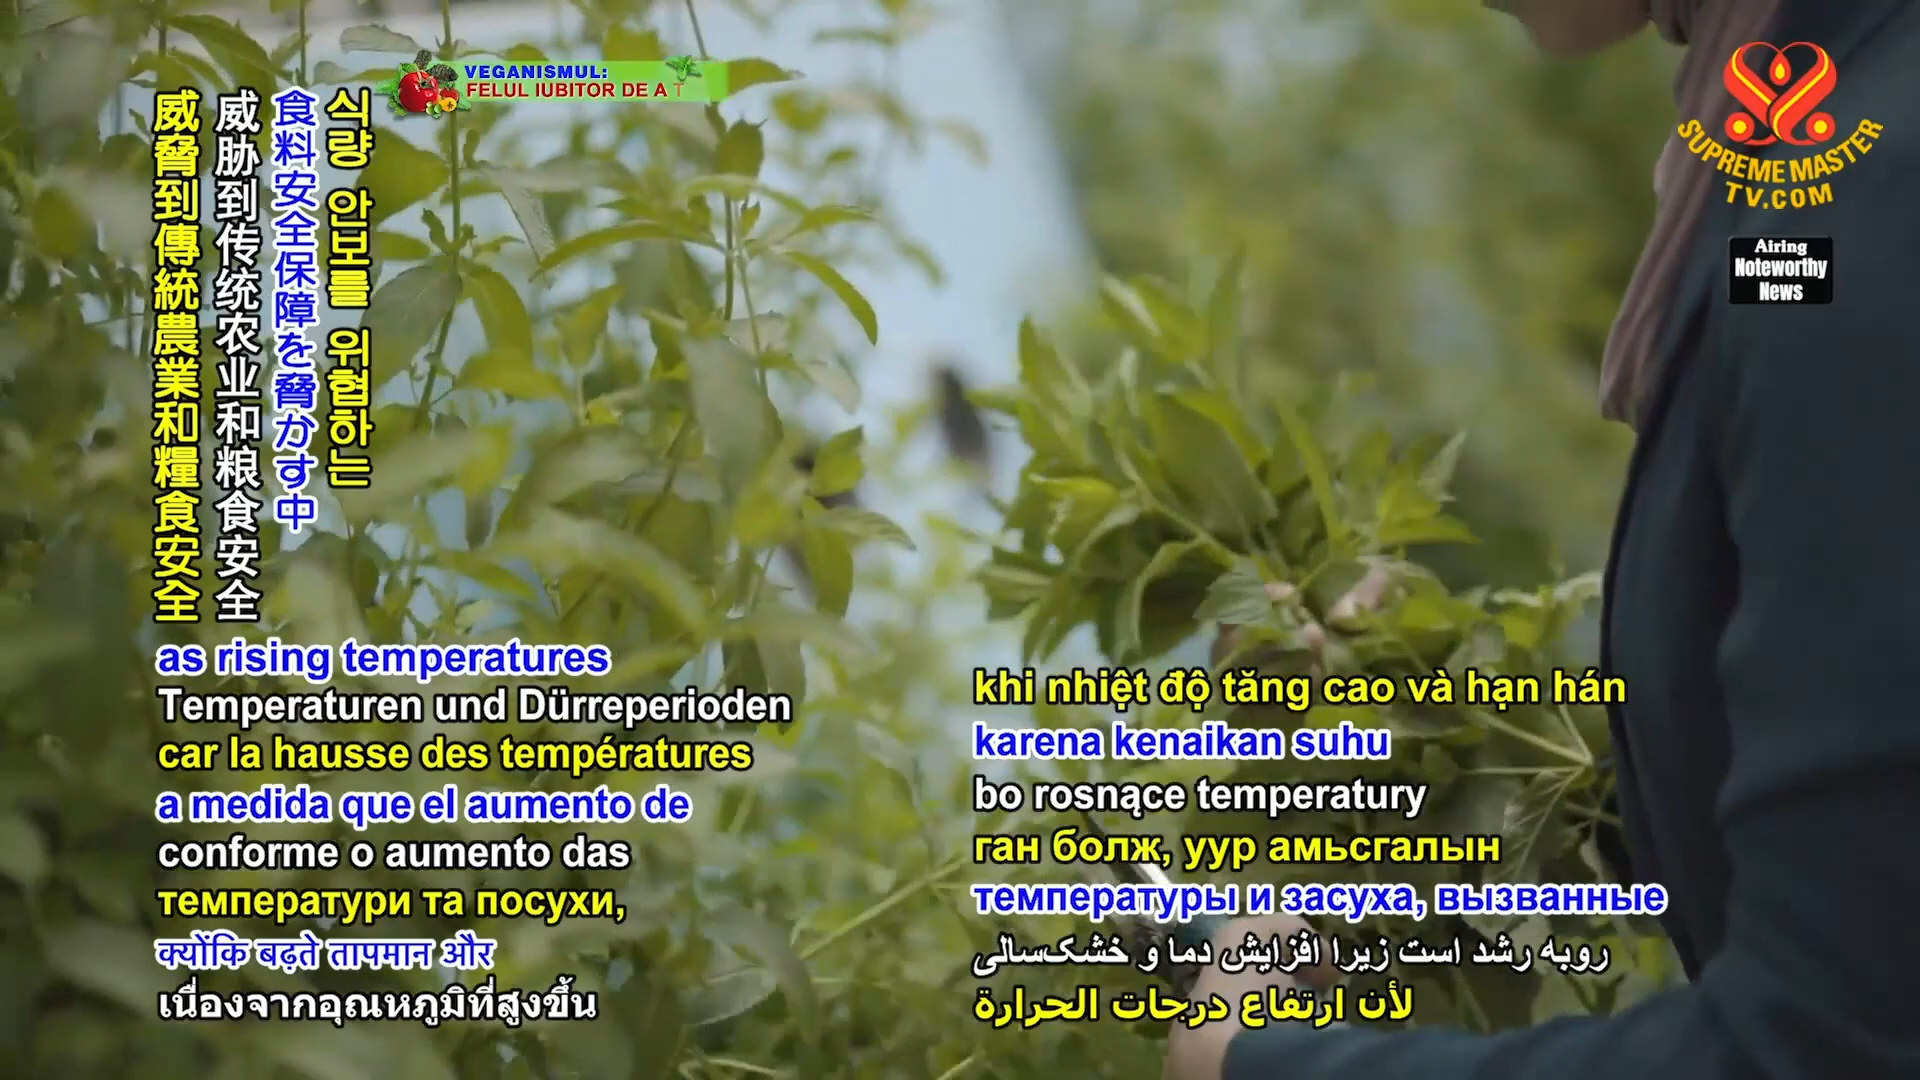 VEGANISMUL:
FELUL IUBITOR DE A T
SUPREME MASTER
TV.COM
Airing
Noteworthy
News
식량 안보를 위협하는
食料安全保障を脅かす中
威胁到传统农业和粮食安全
威脅到傳統農業和糧食安全
as rising temperatures
Temperaturen und Dürreperioden
car la hausse des températures
a medida que el aumento de
conforme o aumento das
температури та посухи,
क्योंकि बढ़ते तापमान और
เนื่องจากอุณหภูมิที่สูงขึ้น
khi nhiệt độ tăng cao và hạn hán
karena kenaikan suhu
bo rosnące temperatury
ган болж, уур амьсгалын
температуры и засуха, вызванные
روبه رشد است زیرا افزایش دما و خشک‌سالی
لأن ارتفاع درجات الحرارة